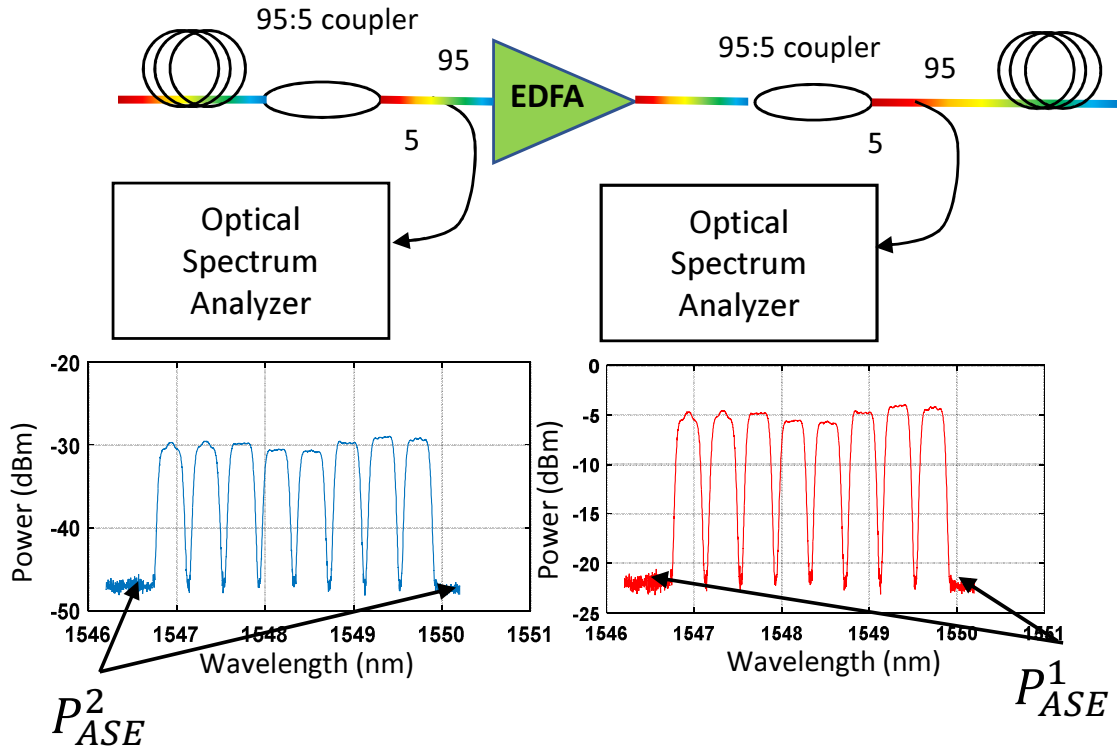 95:5 coupler
95
EDFA
5
95:5 coupler
95
5
Optical
Spectrum
Analyzer
Optical
Spectrum
Analyzer
Power (dBm)
-20
-30
-40
-50
1546 1547 1548 1549 1550 1551
Wavelength (nm)
P²_ASE
Power (dBm)
0
-5
-10
-15
-20
-25
1546 1547 1548 1549 1550 1551
Wavelength (nm)
P¹_ASE